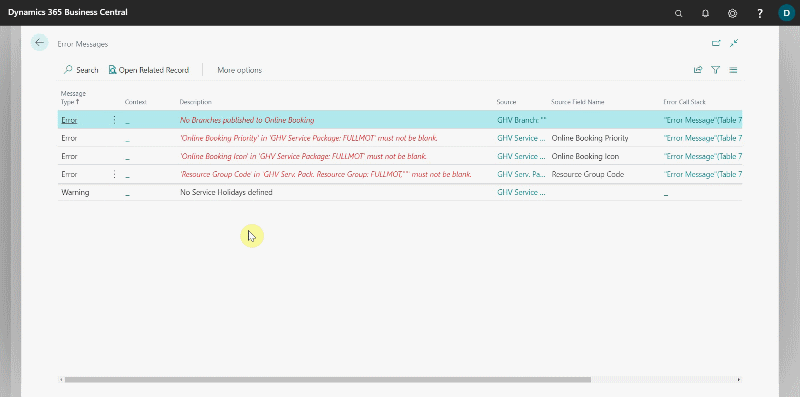 Dynamics 365 Business Central
?
D
Error Messages
Search Open Related Record More options
Message Type ↑ Context Description Source Source Field Name Error Call Stack
Error _ No Branches published to Online Booking GHV Branch: "" "Error Message"(Table 7
Error _ 'Online Booking Priority' in 'GHV Service Package: FULLMOT' must not be blank. GHV Service ... Online Booking Priority "Error Message"(Table 7
Error _ 'Online Booking Icon' in 'GHV Service Package: FULLMOT' must not be blank. GHV Service ... Online Booking Icon "Error Message"(Table 7
Error _ 'Resource Group Code' in 'GHV Serv. Pack. Resource Group: FULLMOT,""' must not be blank. GHV Serv. Pa... Resource Group Code "Error Message"(Table 7
Warning _ No Service Holidays defined GHV Service ... _